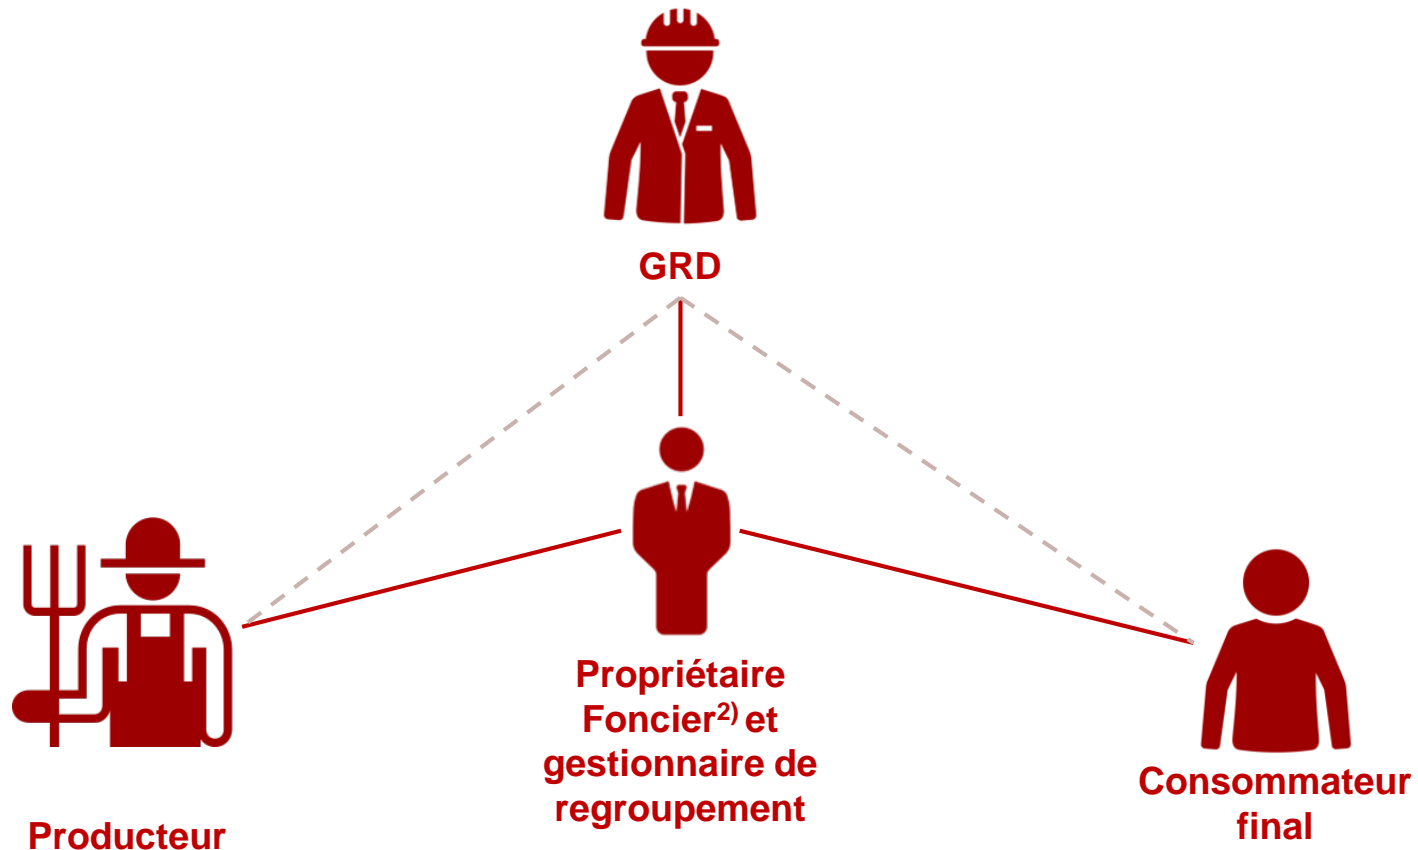 GRD
Propriétaire
Foncier2) et
gestionnaire de
regroupement
Consommateur
final
Producteur